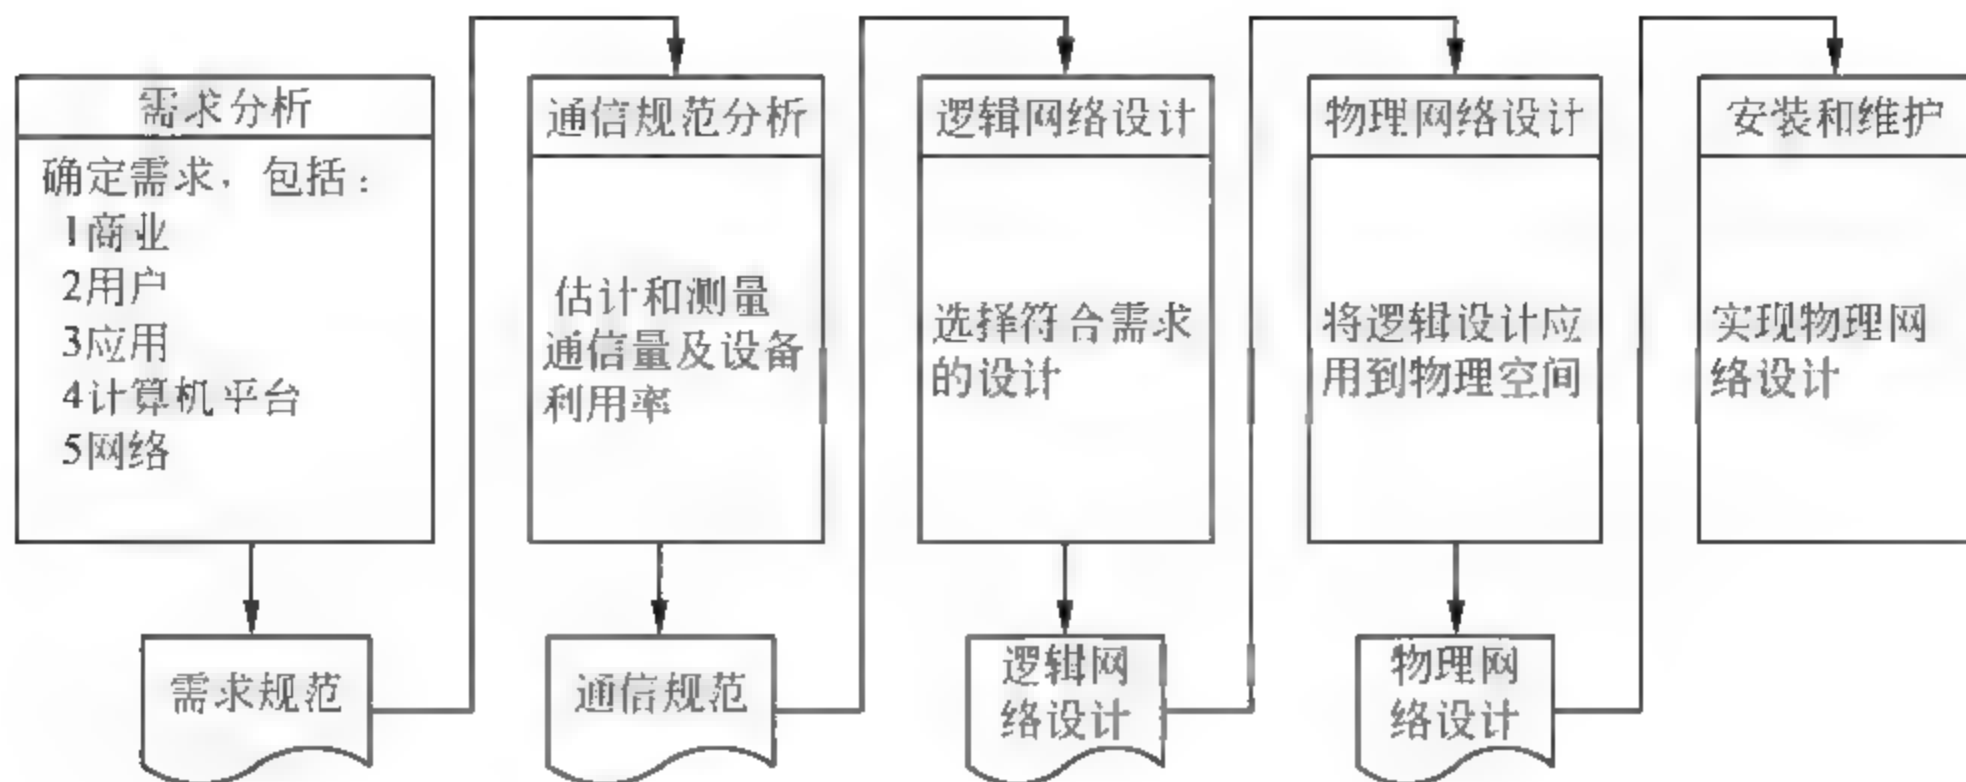 需求分析
确定需求，包括：
1商业
2用户
3应用
4计算机平台
5网络
需求规范
通信规范分析
估计和测量
通信量及设备
利用率
通信规范
逻辑网络设计
选择符合需求
的设计
逻辑网
络设计
物理网络设计
将逻辑设计应
用到物理空间
物理网
络设计
安装和维护
实现物理网
络设计